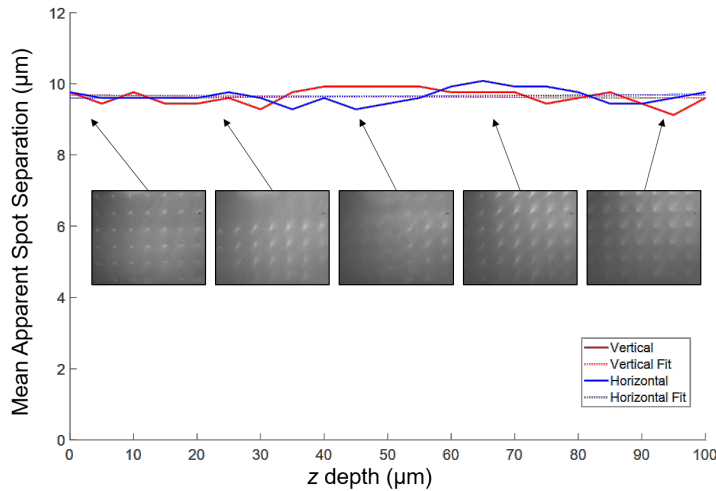 Mean Apparent Spot Separation (μm)
12
10
8
6
4
2
0
0 10 20 30 40 50 60 70 80 90 100
z depth (μm)
Vertical
Vertical Fit
Horizontal
Horizontal Fit